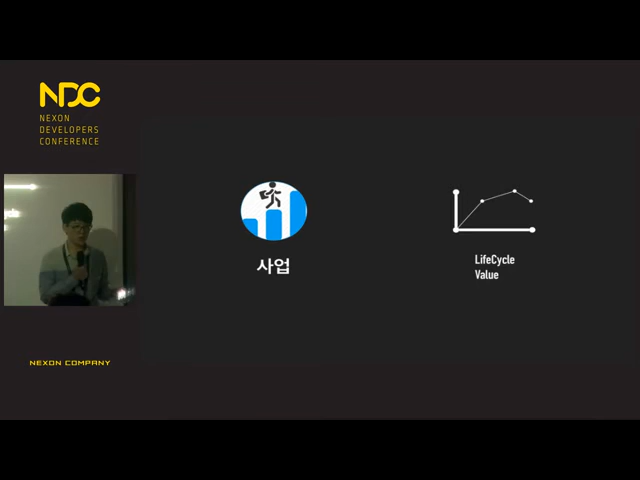 NDC
NEXON
DEVELOPERS
CONFERENCE
사업
LifeCycle
Value
NEXON COMPANY